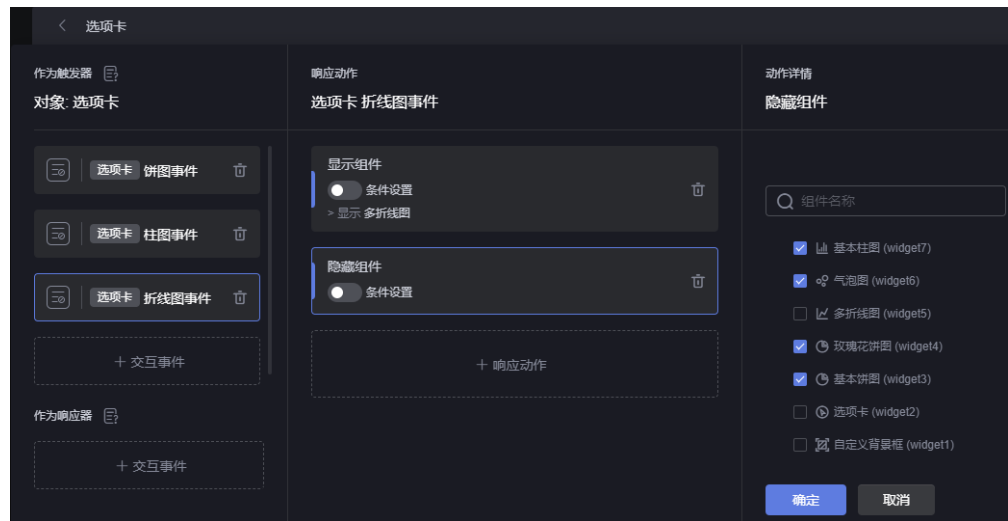 选项卡
作为触发器
对象: 选项卡
选项卡 饼图事件
选项卡 柱图事件
选项卡 折线图事件
+ 交互事件
作为响应器
+ 交互事件
响应动作
选项卡 折线图事件
显示组件
条件设置
> 显示 多折线图
隐藏组件
条件设置
+ 响应动作
动作详情
隐藏组件
组件名称
基本柱图 (widget7)
气泡图 (widget6)
多折线图 (widget5)
玫瑰花饼图 (widget4)
基本饼图 (widget3)
选项卡 (widget2)
自定义背景框 (widget1)
确定 取消